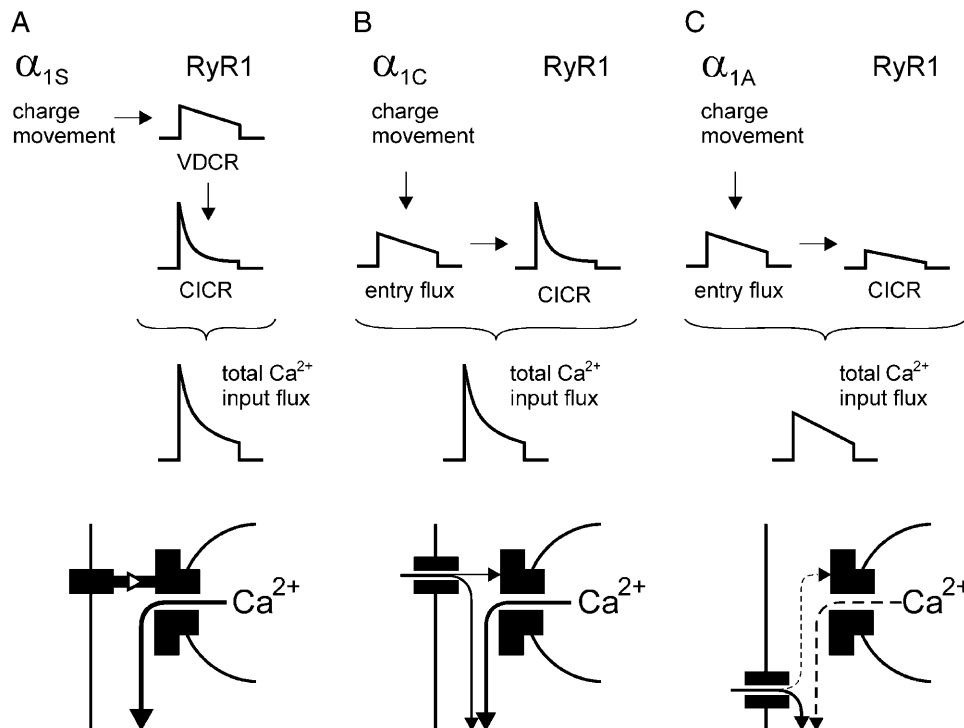 A
α1S RyR1
charge
movement
VDCR
CICR
total Ca2+
input flux
Ca2+
B
α1C RyR1
charge
movement
entry flux
CICR
total Ca2+
input flux
Ca2+
C
α1A RyR1
charge
movement
entry flux
CICR
total Ca2+
input flux
Ca2+